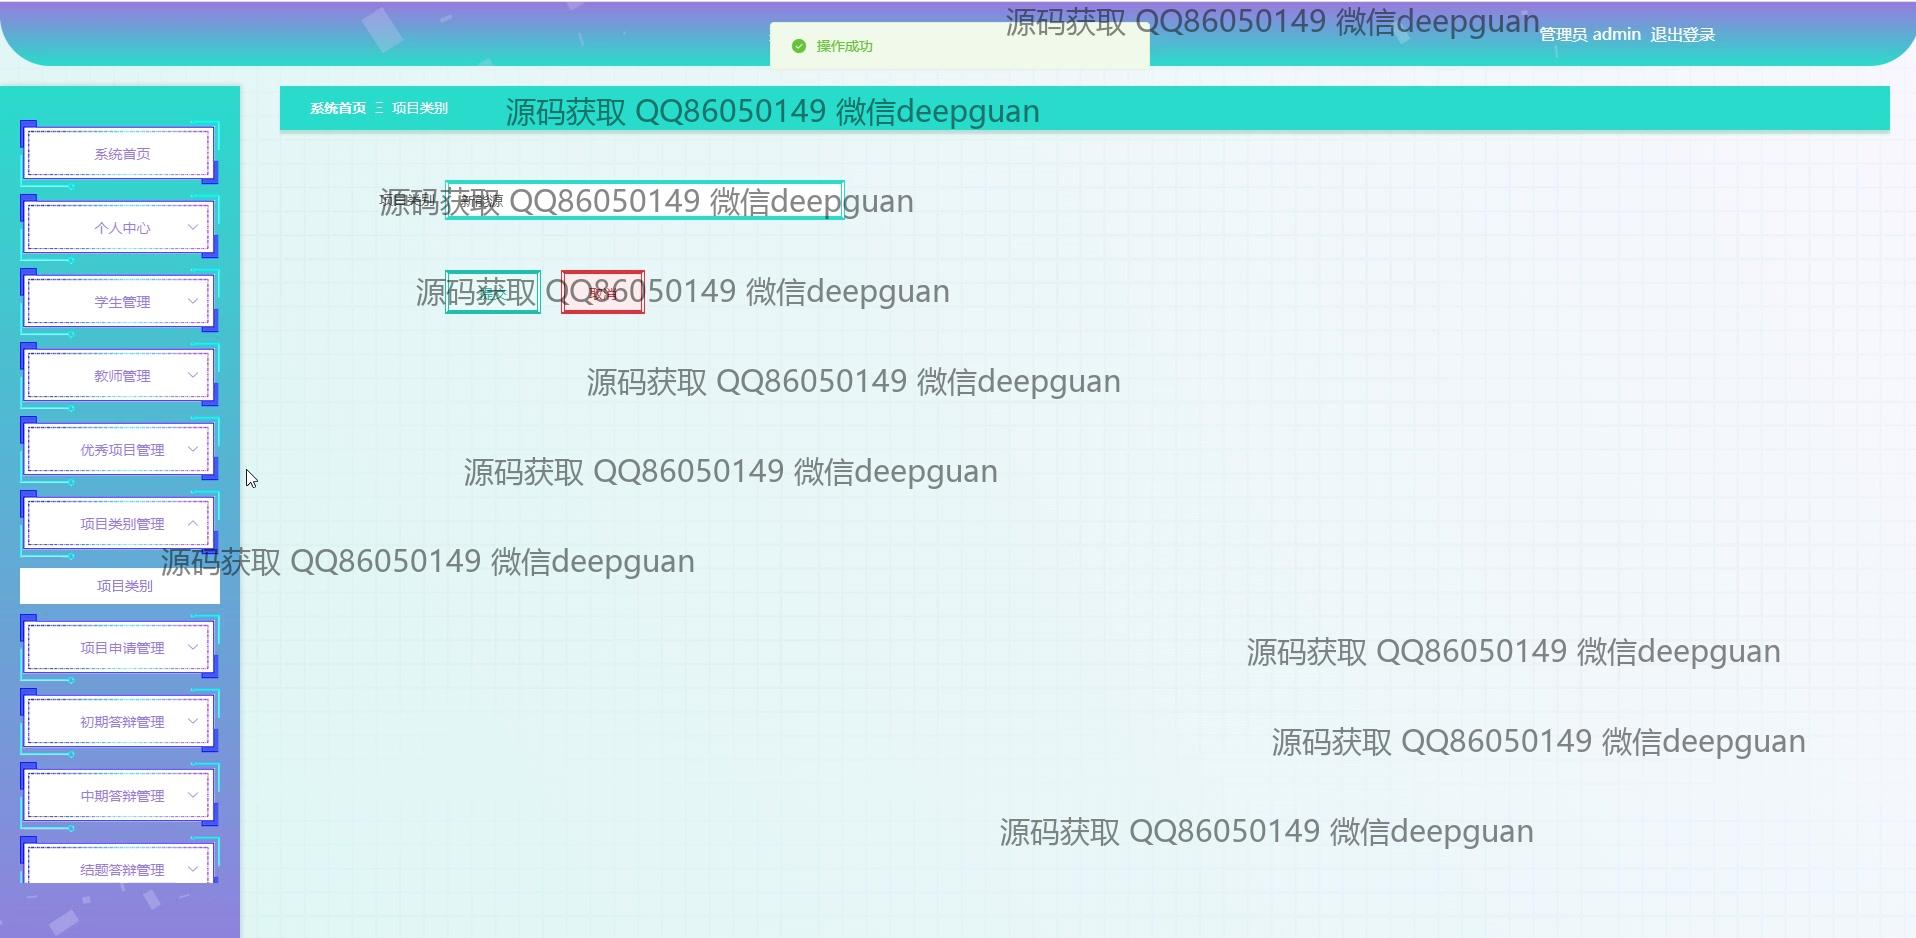 源码获取 QQ86050149 微信deepguan
操作成功
管理员 admin 退出登录
系统首页 三 项目类别
源码获取 QQ86050149 微信deepguan
系统首页
个人中心
学生管理
教师管理
优秀项目管理
项目类别管理
项目类别
项目申请管理
初期答辩管理
中期答辩管理
结题答辩管理
项目类别 新能源
源码获取 QQ86050149 微信deepguan
提交 取消
源码获取 QQ86050149 微信deepguan
源码获取 QQ86050149 微信deepguan
源码获取 QQ86050149 微信deepguan
源码获取 QQ86050149 微信deepguan
源码获取 QQ86050149 微信deepguan
源码获取 QQ86050149 微信deepguan
源码获取 QQ86050149 微信deepguan